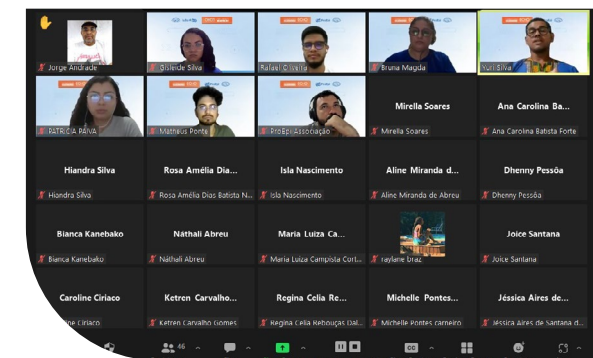 Jorge Andrade
Gisleide Silva
Rafael Oliveira
Bruna Magda
Yuri Silva
PATRICIA PAIVA
Matheus Ponte
ProEpi Associação
Mirella Soares
Mirella Soares
Ana Carolina Ba...
Ana Carolina Batista Forte
Hiandra Silva
Hiandra Silva
Rosa Amélia Dia...
Rosa Amélia Dias Batista N...
Isla Nascimento
Isla Nascimento
Aline Miranda d...
Aline Miranda de Abreu
Dhenny Pessôa
Dhenny Pessôa
Bianca Kanebako
Bianca Kanebako
Náthali Abreu
Náthali Abreu
Maria Luiza Ca...
Maria Luiza Campista Cort...
raylane braz
Joice Santana
Joice Santana
Caroline Ciriaco
ne Ciriaco
Ketren Carvalho...
Ketren Carvalho Gomes
Regina Celia Re...
Regina Celia Rebouças Dal...
Michelle Pontes...
Michelle Pontes carneiro
Jéssica Aires de...
Jéssica Aires de Santana d...
46
CC